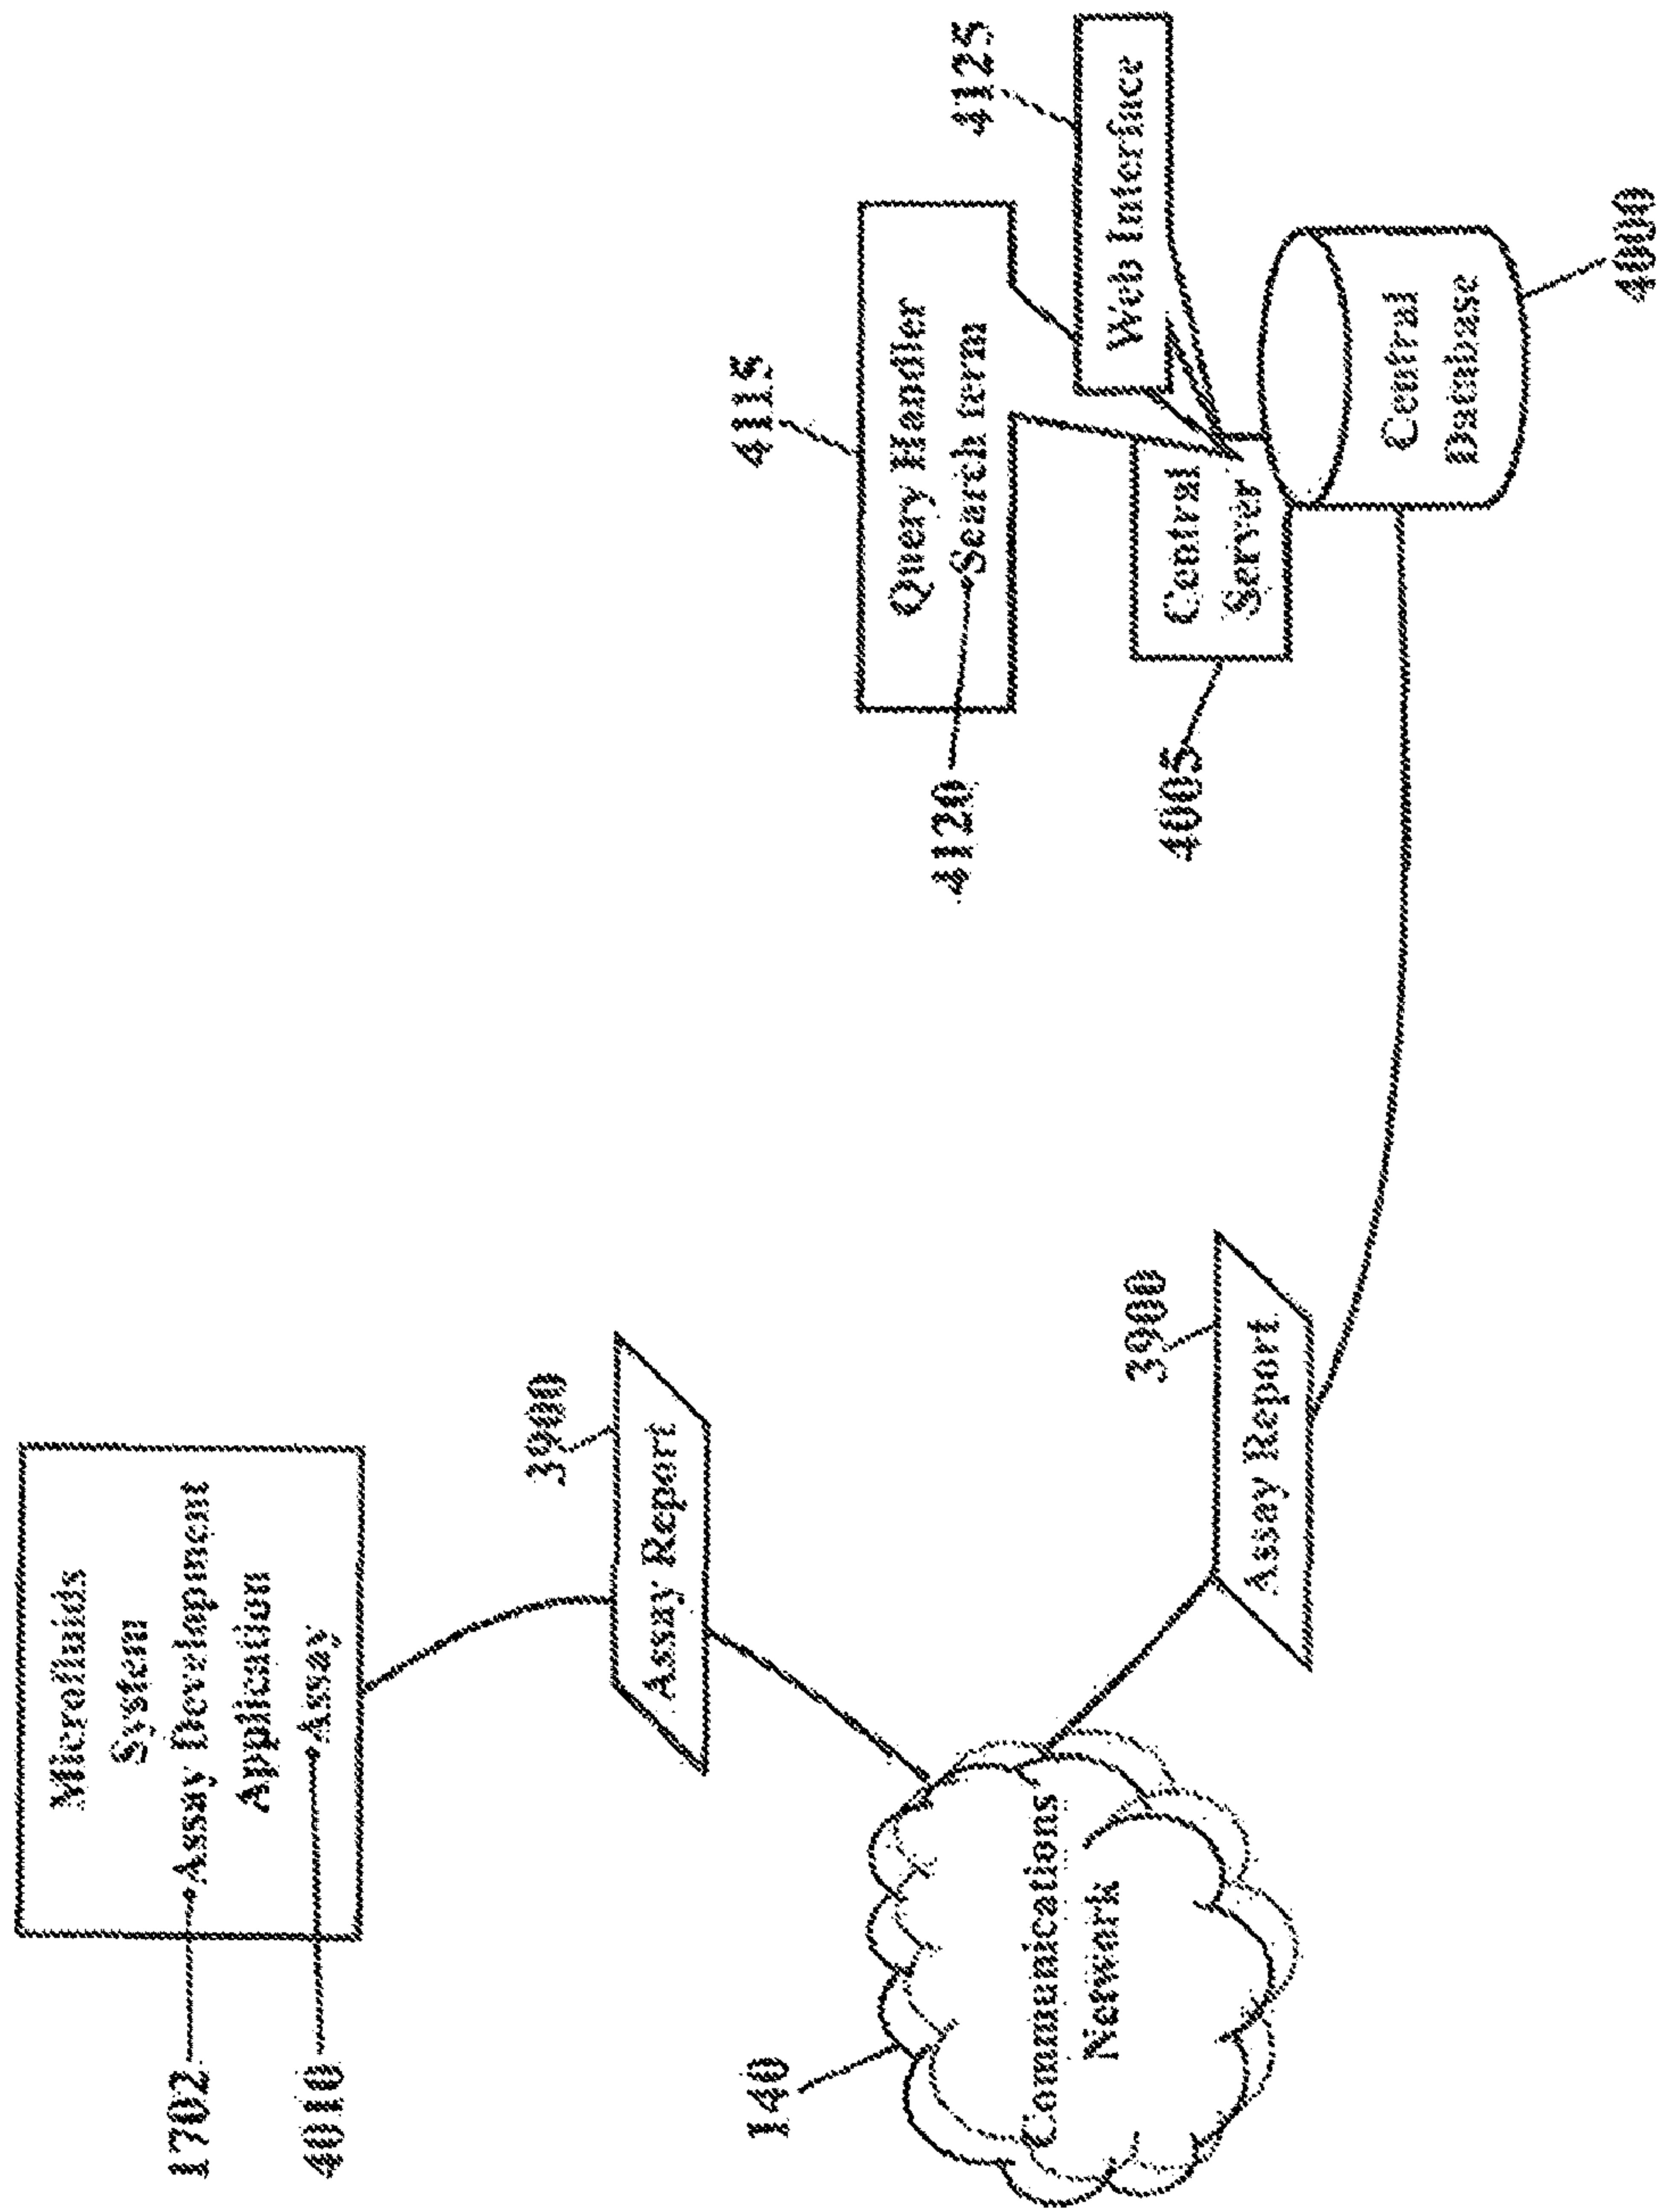 Microfluids
System
Assay Development
Application
Assay
1702
4010
3900
Assay Report
140
Communications
Network
3900
Assay Report
4115
Query Handler
Search term
4120
4125
Web Interface
Central
Server
4005
Central
Database
4000